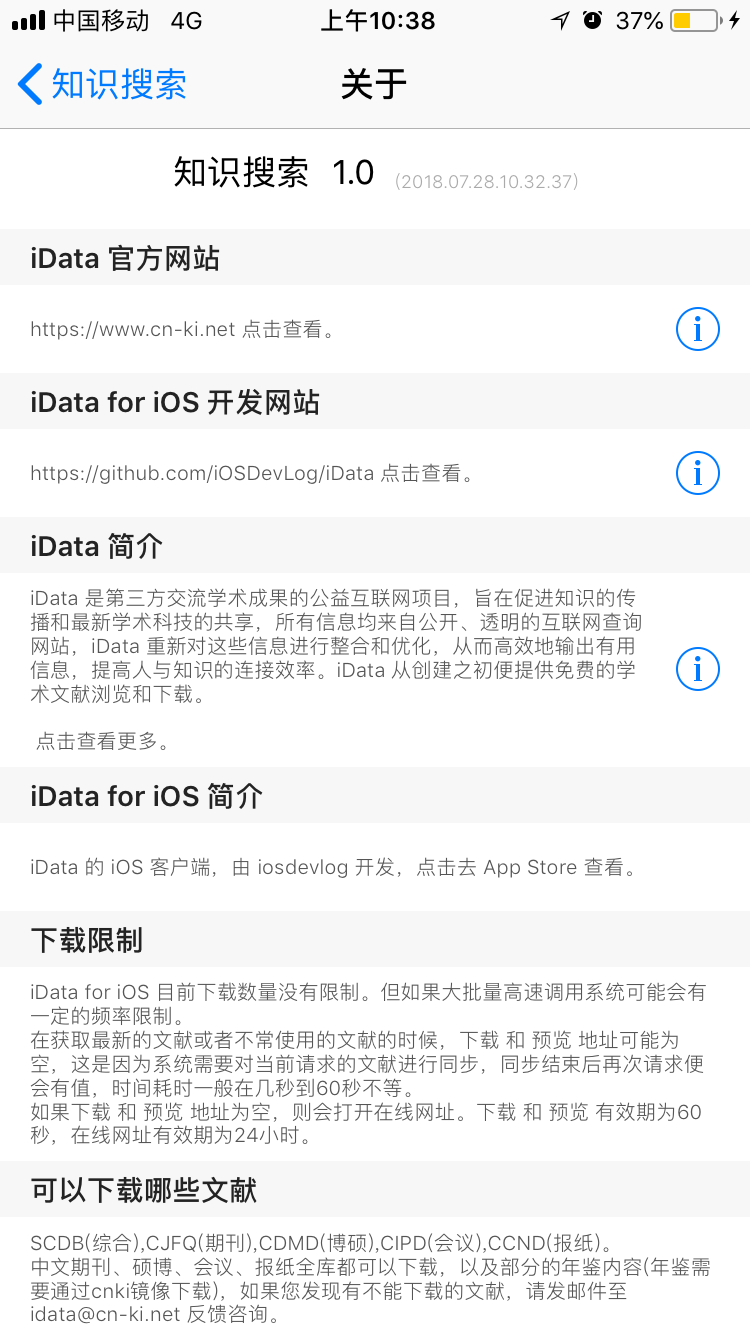 中国移动 4G 上午10:38 37%
知识搜索 关于
知识搜索 1.0 (2018.07.28.10.32.37)
iData 官方网站
https://www.cn-ki.net 点击查看。
iData for iOS 开发网站
https://github.com/iOSDevLog/iData 点击查看。
iData 简介
iData 是第三方交流学术成果的公益互联网项目，旨在促进知识的传
播和最新学术科技的共享，所有信息均来自公开、透明的互联网查询
网站，iData 重新对这些信息进行整合和优化，从而高效地输出有用
信息，提高人与知识的连接效率。iData 从创建之初便提供免费的学
术文献浏览和下载。
点击查看更多。
iData for iOS 简介
iData 的 iOS 客户端，由 iosdevlog 开发，点击去 App Store 查看。
下载限制
iData for iOS 目前下载数量没有限制。但如果大批量高速调用系统可能会有
一定的频率限制。
在获取最新的文献或者不常使用的文献的时候，下载 和 预览 地址可能为
空，这是因为系统需要对当前请求的文献进行同步，同步结束后再次请求便
会有值，时间耗时一般在几秒到60秒不等。
如果下载 和 预览 地址为空，则会打开在线网址。下载 和 预览 有效期为60
秒，在线网址有效期为24小时。
可以下载哪些文献
SCDB(综合),CJFQ(期刊),CDMD(博硕),CIPD(会议),CCND(报纸)。
中文期刊、硕博、会议、报纸全库都可以下载，以及部分的年鉴内容(年鉴需
要通过cnki镜像下载)，如果您发现有不能下载的文献，请发邮件至
idata@cn-ki.net 反馈咨询。